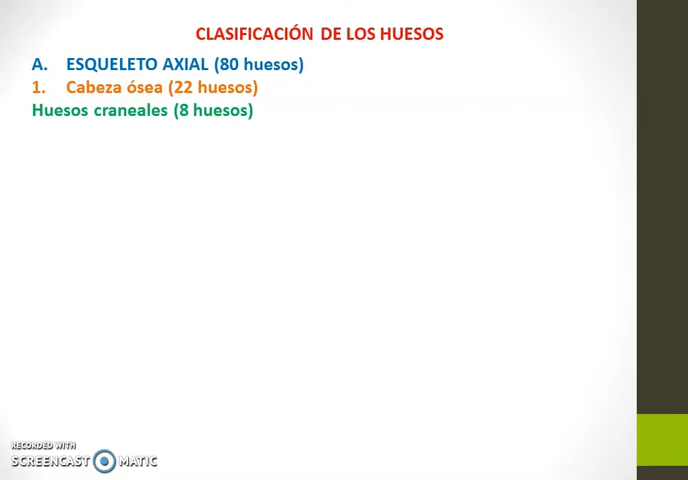 CLASIFICACIÓN DE LOS HUESOS
A. ESQUELETO AXIAL (80 huesos)
1. Cabeza ósea (22 huesos)
Huesos craneales (8 huesos)
RECORDED WITH
SCREENCAST MATIC